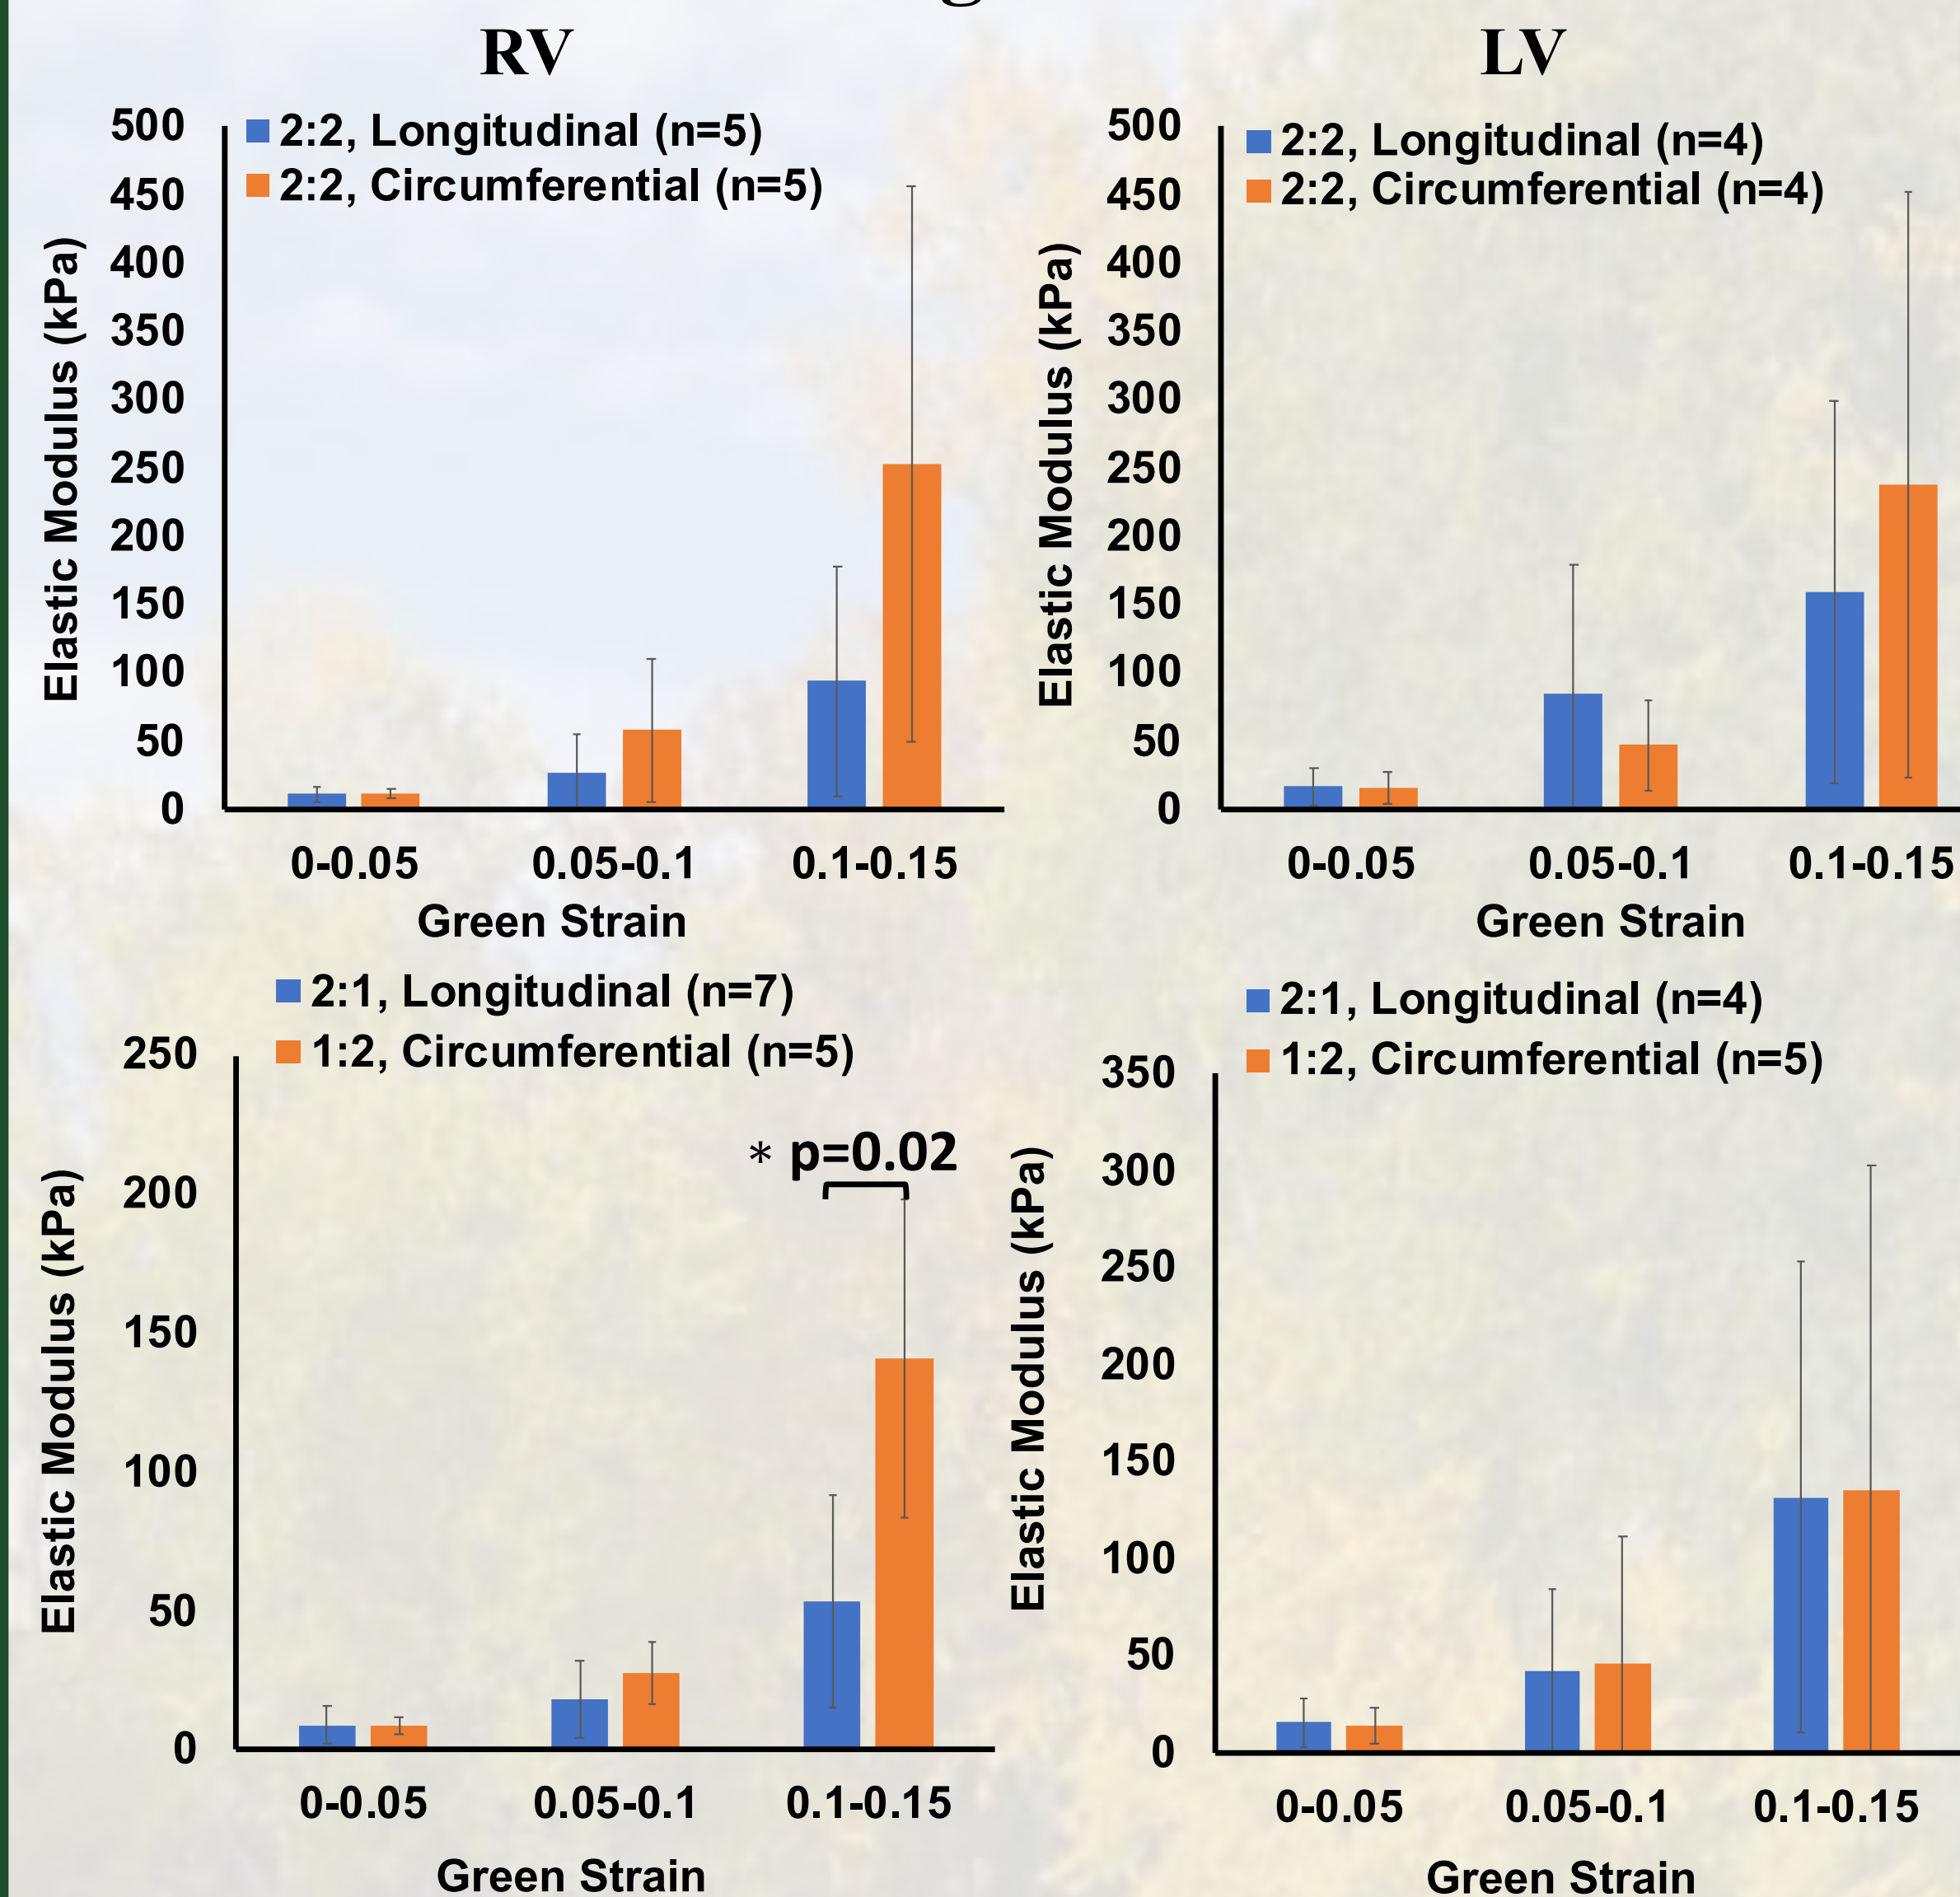 RV
LV
2:2, Longitudinal (n=5)
2:2, Circumferential (n=5)
500
450
400
350
300
250
200
150
100
50
0
Elastic Modulus (kPa)
0-0.05 0.05-0.1 0.1-0.15
Green Strain
2:2, Longitudinal (n=4)
2:2, Circumferential (n=4)
500
450
400
350
300
250
200
150
100
50
0
Elastic Modulus (kPa)
0-0.05 0.05-0.1 0.1-0.15
Green Strain
2:1, Longitudinal (n=7)
1:2, Circumferential (n=5)
250
200
150
100
50
0
Elastic Modulus (kPa)
* p=0.02
0-0.05 0.05-0.1 0.1-0.15
Green Strain
2:1, Longitudinal (n=4)
1:2, Circumferential (n=5)
350
300
250
200
150
100
50
0
Elastic Modulus (kPa)
0-0.05 0.05-0.1 0.1-0.15
Green Strain